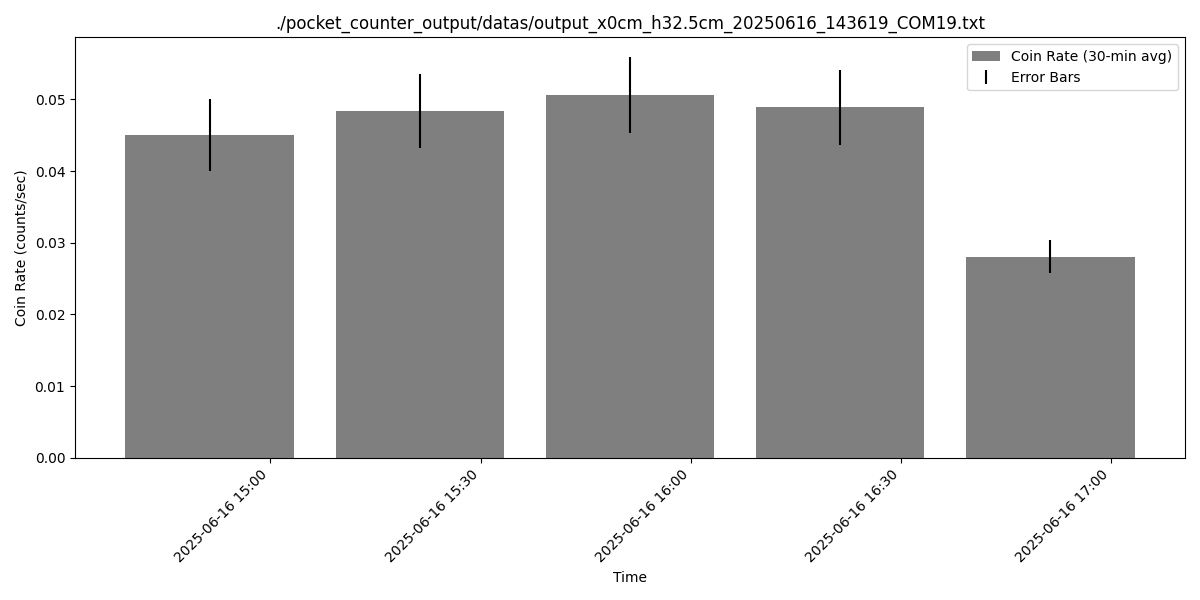 ./pocket_counter_output/datas/output_x0cm_h32.5cm_20250616_143619_COM19.txt
Coin Rate (30-min avg)
Error Bars
Coin Rate (counts/sec)
0.05
0.04
0.03
0.02
0.01
0.00
2025-06-16 15:00
2025-06-16 15:30
2025-06-16 16:00
2025-06-16 16:30
2025-06-16 17:00
Time